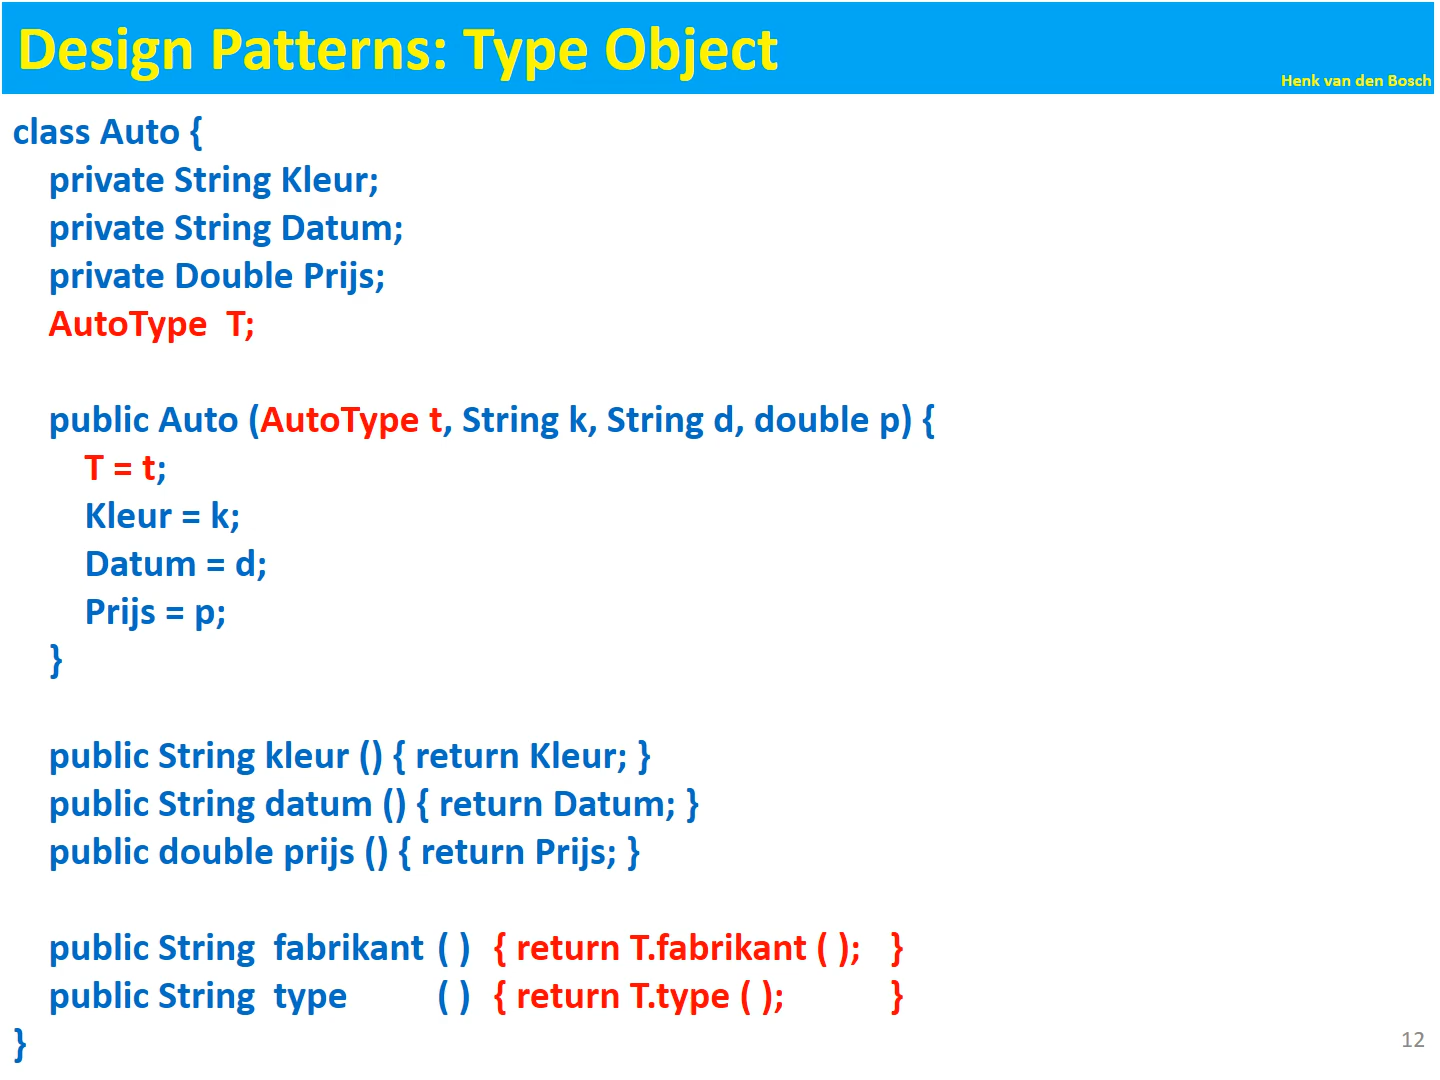 Design Patterns: Type Object
Henk van den Bosch
class Auto {
private String Kleur;
private String Datum;
private Double Prijs;
AutoType T;
public Auto (AutoType t, String k, String d, double p) {
T = t;
Kleur = k;
Datum = d;
Prijs = p;
}
public String kleur () { return Kleur; }
public String datum () { return Datum; }
public double prijs () { return Prijs; }
public String fabrikant ( ) { return T.fabrikant ( ); }
public String type ( ) { return T.type ( ); }
}
12